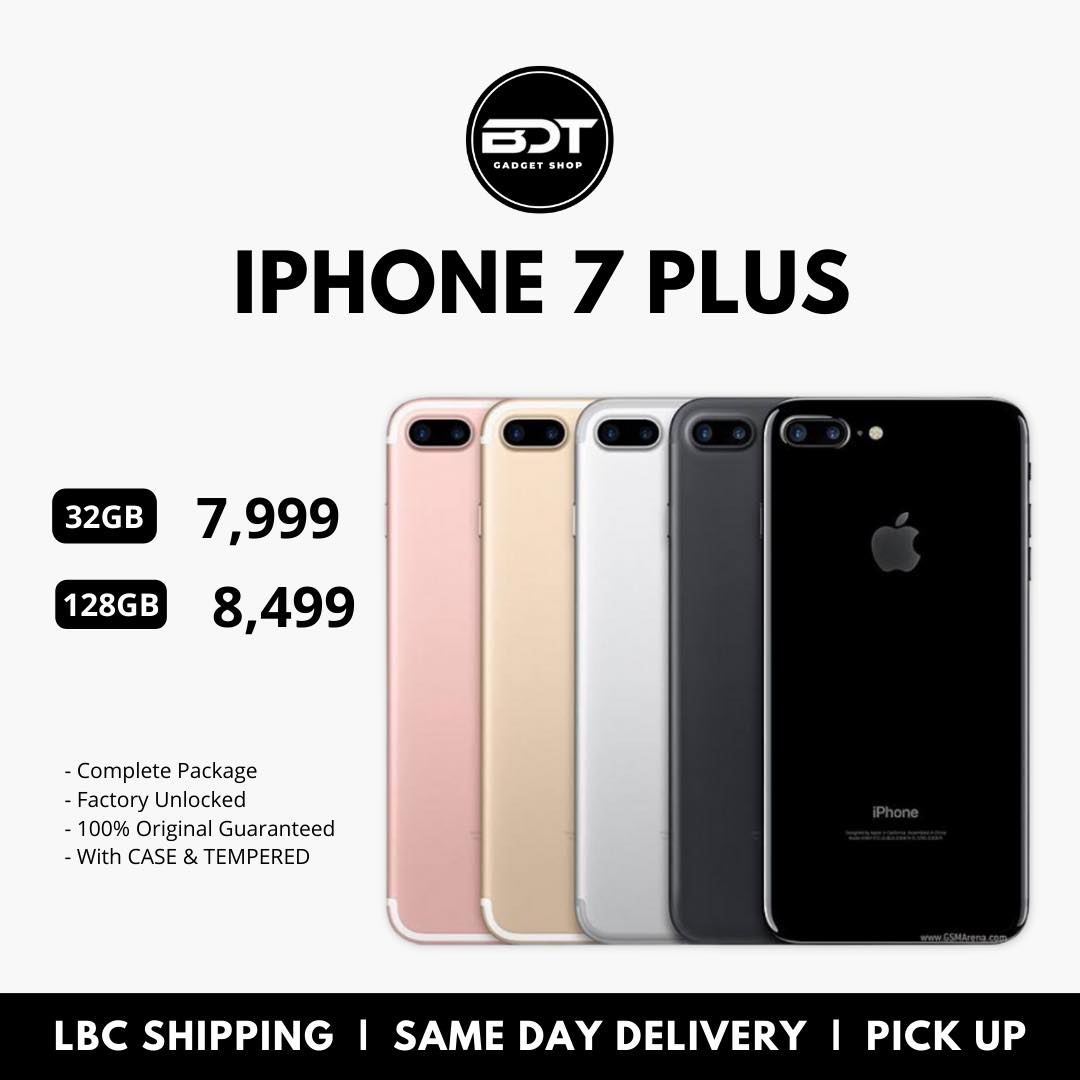 BDT
GADGET SHOP
IPHONE 7 PLUS
32GB 7,999
128GB 8,499
- Complete Package
- Factory Unlocked
- 100% Original Guaranteed
- With CASE & TEMPERED
iPhone
www.GSMArena.com
LBC SHIPPING | SAME DAY DELIVERY | PICK UP